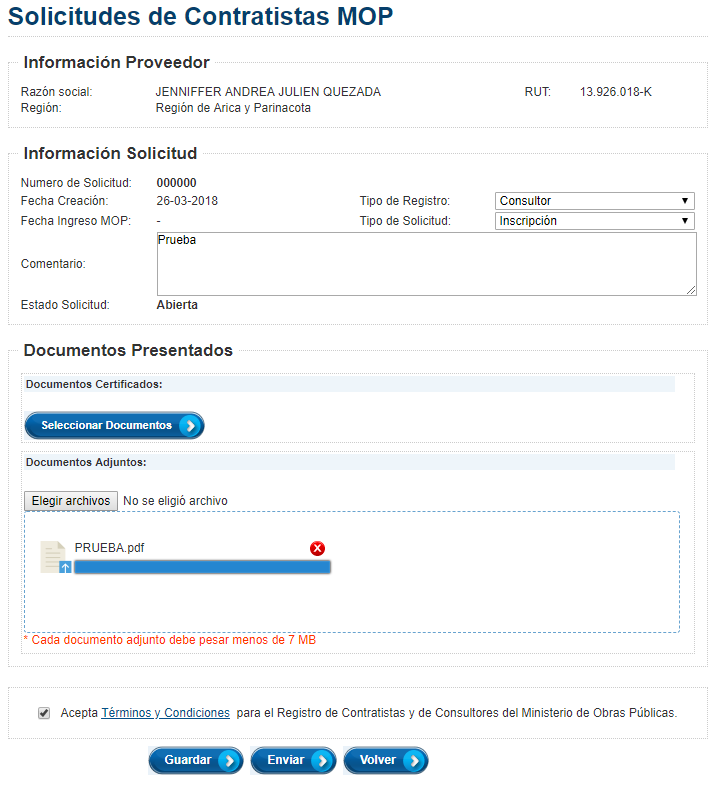 Solicitudes de Contratistas MOP
Información Proveedor
Razón social: JENNIFFER ANDREA JULIEN QUEZADA RUT: 13.926.018-K
Región: Región de Arica y Parinacota
Información Solicitud
Numero de Solicitud: 000000
Fecha Creación: 26-03-2018 Tipo de Registro: Consultor
Fecha Ingreso MOP: - Tipo de Solicitud: Inscripción
Comentario: Prueba
Estado Solicitud: Abierta
Documentos Presentados
Documentos Certificados:
Seleccionar Documentos
Documentos Adjuntos:
Elegir archivos No se eligió archivo
PRUEBA.pdf
* Cada documento adjunto debe pesar menos de 7 MB
Acepta Términos y Condiciones para el Registro de Contratistas y de Consultores del Ministerio de Obras Públicas.
Guardar Enviar Volver